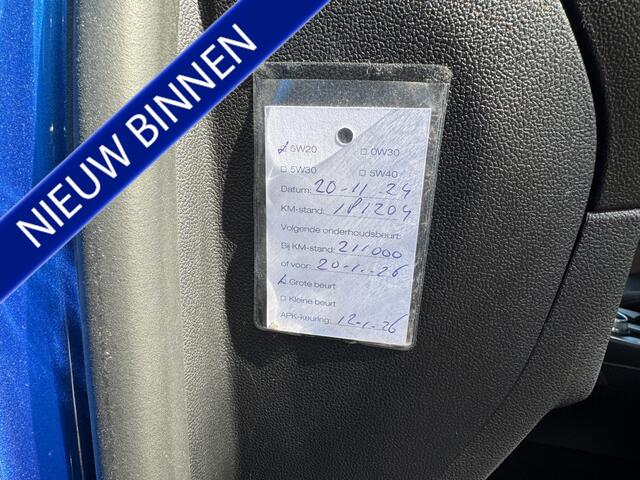 NIEUW BINNEN
5W20 0W30
5W30 5W40
Datum: 20-11-24
KM-stand: 181204
Volgende onderhoudsbeurt:
Bij KM-stand: 211000
of voor: 20-1-26
Grote beurt
Kleine beurt
APK-keuring: 12-1-26